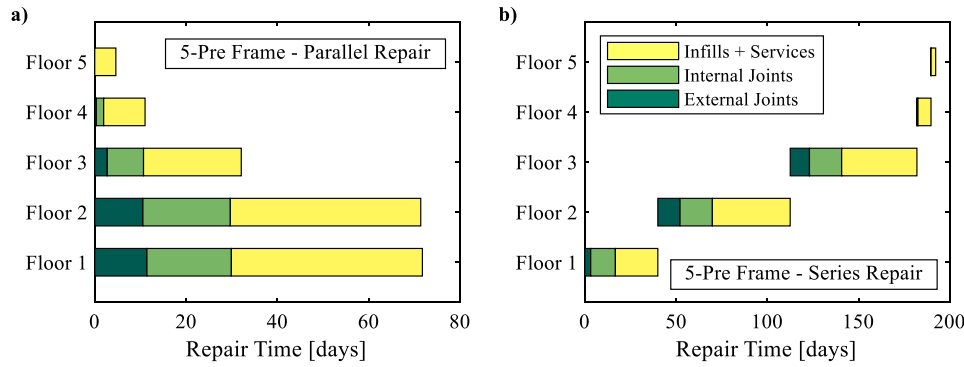 a)
5-Pre Frame - Parallel Repair
Floor 5
Floor 4
Floor 3
Floor 2
Floor 1
0 20 40 60 80
Repair Time [days]
b)
Infills + Services
Internal Joints
External Joints
Floor 5
Floor 4
Floor 3
Floor 2
Floor 1
5-Pre Frame - Series Repair
0 50 100 150 200
Repair Time [days]